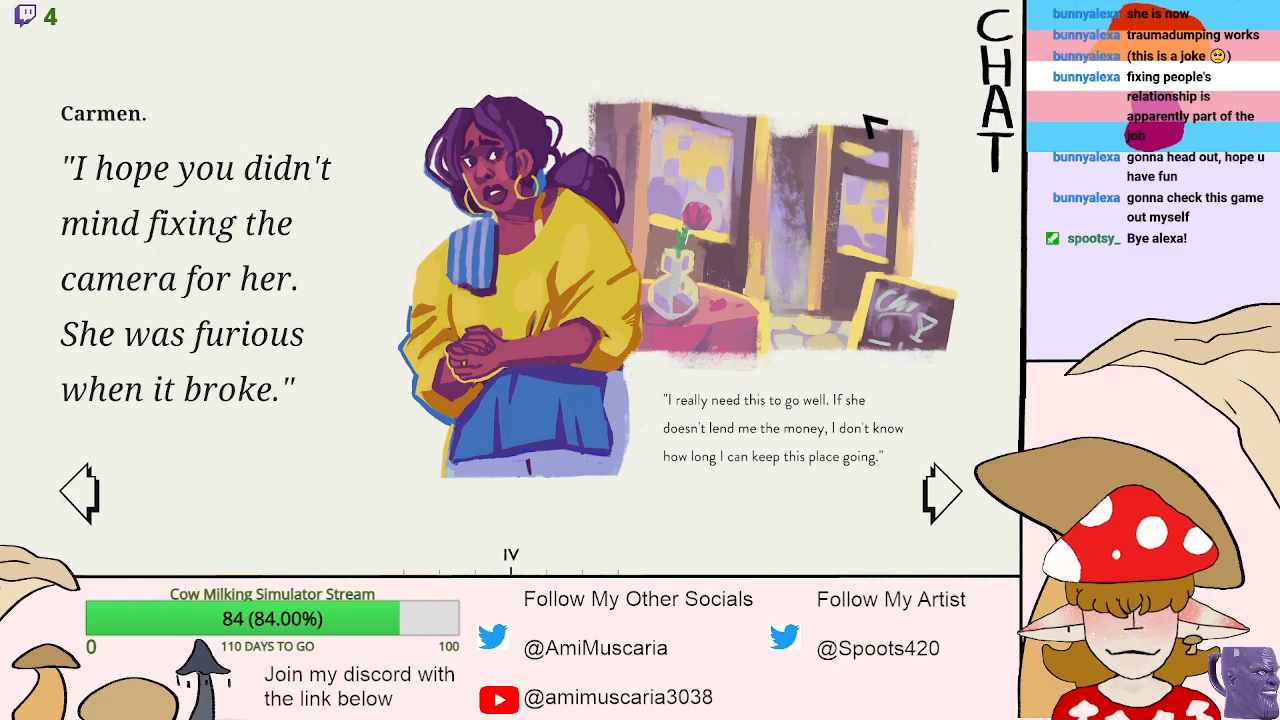 4
Carmen.
"I hope you didn't
mind fixing the
camera for her.
She was furious
when it broke."
"I really need this to go well. If she
doesn't lend me the money, I don't know
how long I can keep this place going."
IV
CHAT
bunnyalexa she is now
bunnyalexa traumadumping works
bunnyalexa (this is a joke 🥺)
bunnyalexa fixing people's
relationship is
apparently part of the
job
bunnyalexa gonna head out, hope u
have fun
bunnyalexa gonna check this game
out myself
spootsy_ Bye alexa!
Cow Milking Simulator Stream
84 (84.00%)
0 110 DAYS TO GO 100
Join my discord with
the link below
Follow My Other Socials
@AmiMuscaria
@amimuscaria3038
Follow My Artist
@Spoots420